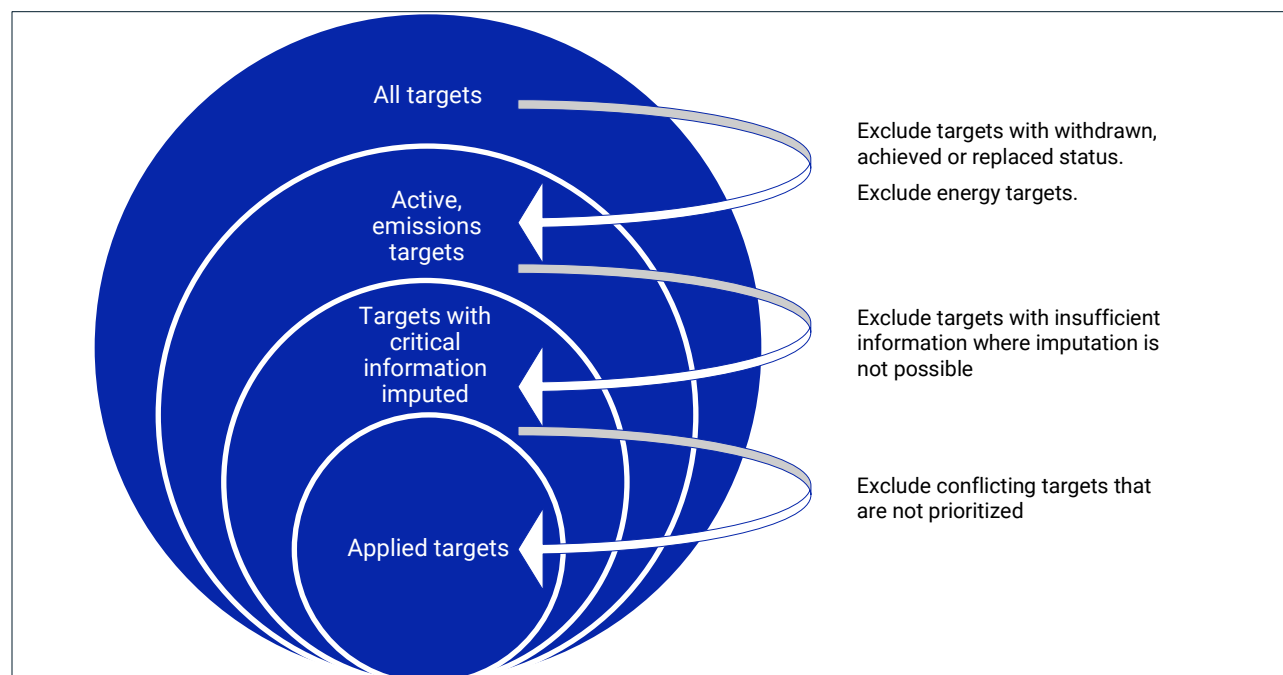 All targets
Exclude targets with withdrawn,
achieved or replaced status.
Exclude energy targets.
Active,
emissions
targets
Exclude targets with insufficient
information where imputation is
not possible
Targets with
critical
information
imputed
Exclude conflicting targets that
are not prioritized
Applied targets